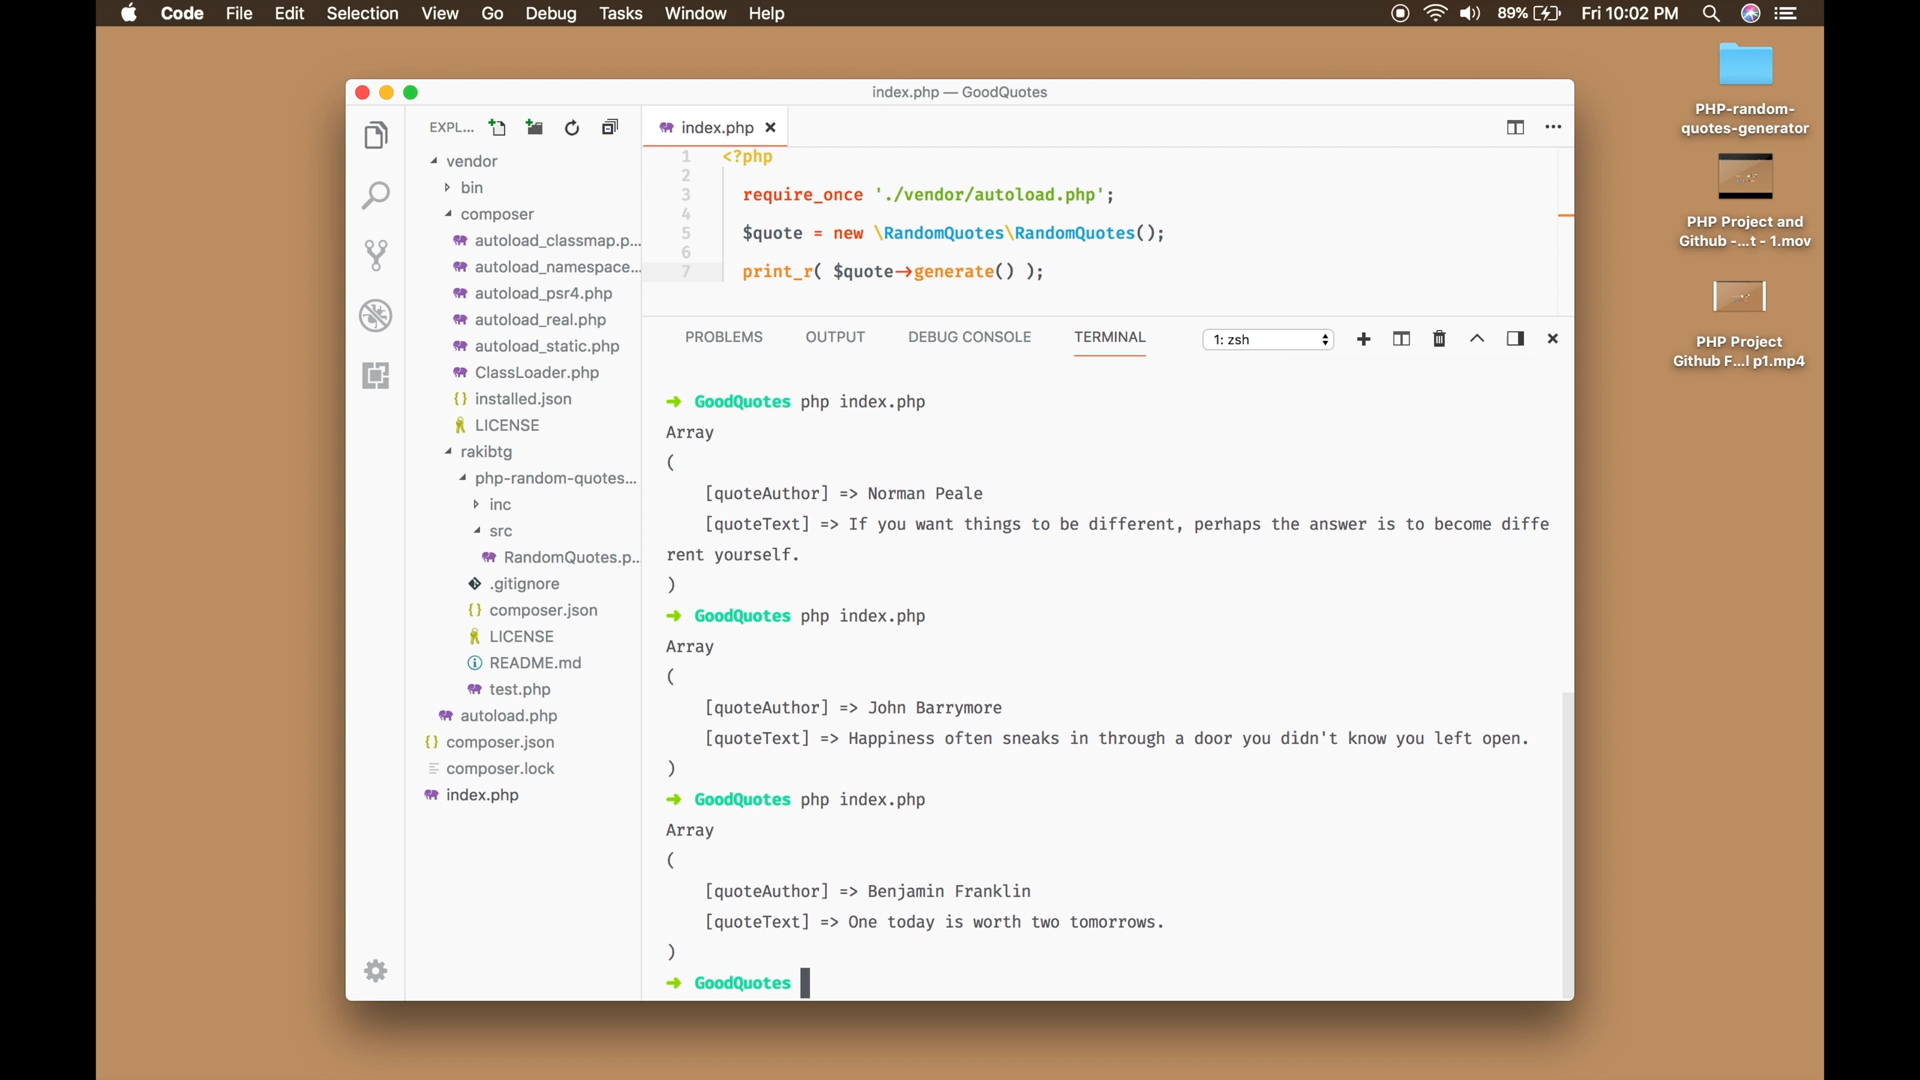 Code File Edit Selection View Go Debug Tasks Window Help
89% Fri 10:02 PM
index.php — GoodQuotes
EXPL...
vendor
bin
composer
autoload_classmap.p...
autoload_namespace...
autoload_psr4.php
autoload_real.php
autoload_static.php
ClassLoader.php
{} installed.json
LICENSE
rakibtg
php-random-quotes...
inc
src
RandomQuotes.p...
.gitignore
{} composer.json
LICENSE
README.md
test.php
autoload.php
{} composer.json
composer.lock
index.php
index.php
1 <?php
2
3 require_once './vendor/autoload.php';
4
5 $quote = new \RandomQuotes\RandomQuotes();
6
7 print_r( $quote->generate() );
PROBLEMS OUTPUT DEBUG CONSOLE TERMINAL 1: zsh
➜ GoodQuotes php index.php
Array
(
[quoteAuthor] => Norman Peale
[quoteText] => If you want things to be different, perhaps the answer is to become diffe
rent yourself.
)
➜ GoodQuotes php index.php
Array
(
[quoteAuthor] => John Barrymore
[quoteText] => Happiness often sneaks in through a door you didn't know you left open.
)
➜ GoodQuotes php index.php
Array
(
[quoteAuthor] => Benjamin Franklin
[quoteText] => One today is worth two tomorrows.
)
➜ GoodQuotes
PHP-random-
quotes-generator
PHP Project and
Github -...t - 1.mov
PHP Project
Github F...l p1.mp4